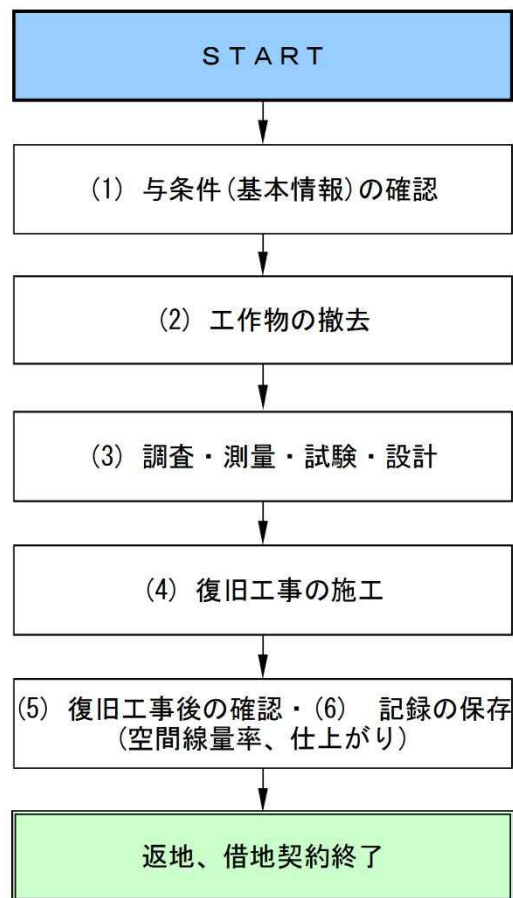 ＳＴＡＲＴ
(1) 与条件(基本情報)の確認
(2) 工作物の撤去
(3) 調査・測量・試験・設計
(4) 復旧工事の施工
(5) 復旧工事後の確認・(6)　記録の保存
(空間線量率、仕上がり)
返地、借地契約終了